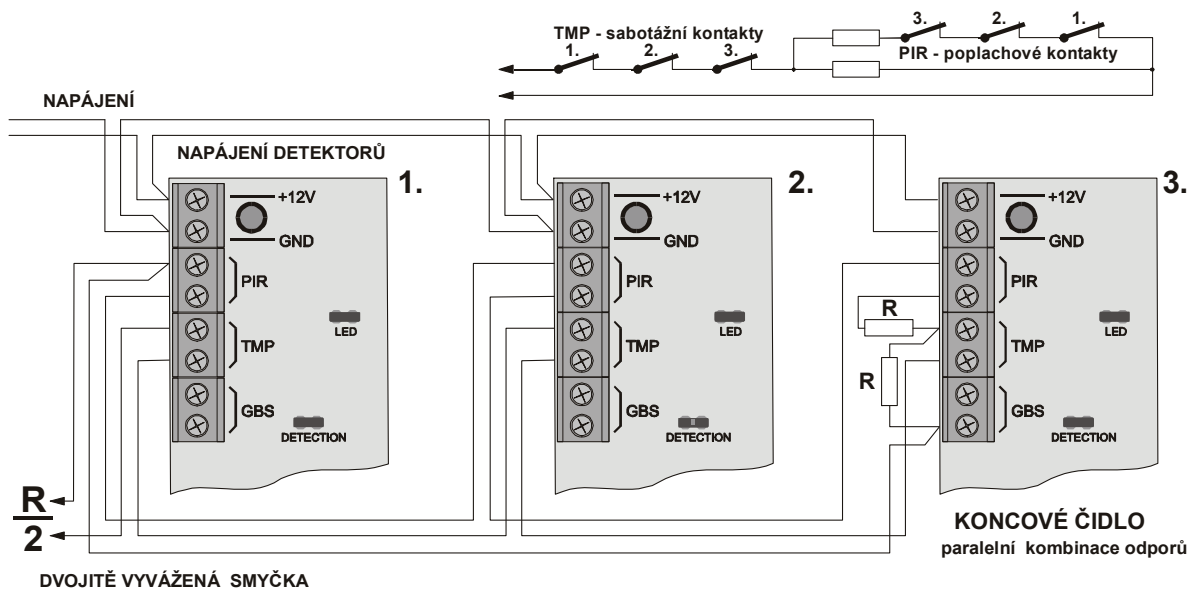 TMP - sabotážní kontakty
1. 2. 3.
3. 2. 1.
PIR - poplachové kontakty
NAPÁJENÍ
NAPÁJENÍ DETEKTORŮ
1.
+12V
GND
PIR
LED
TMP
GBS
DETECTION
2.
+12V
GND
PIR
LED
TMP
GBS
DETECTION
3.
+12V
GND
PIR
R
LED
TMP
R
GBS
DETECTION
R
2
KONCOVÉ ČIDLO
paralelní kombinace odporů
DVOJITĚ VYVÁŽENÁ SMYČKA